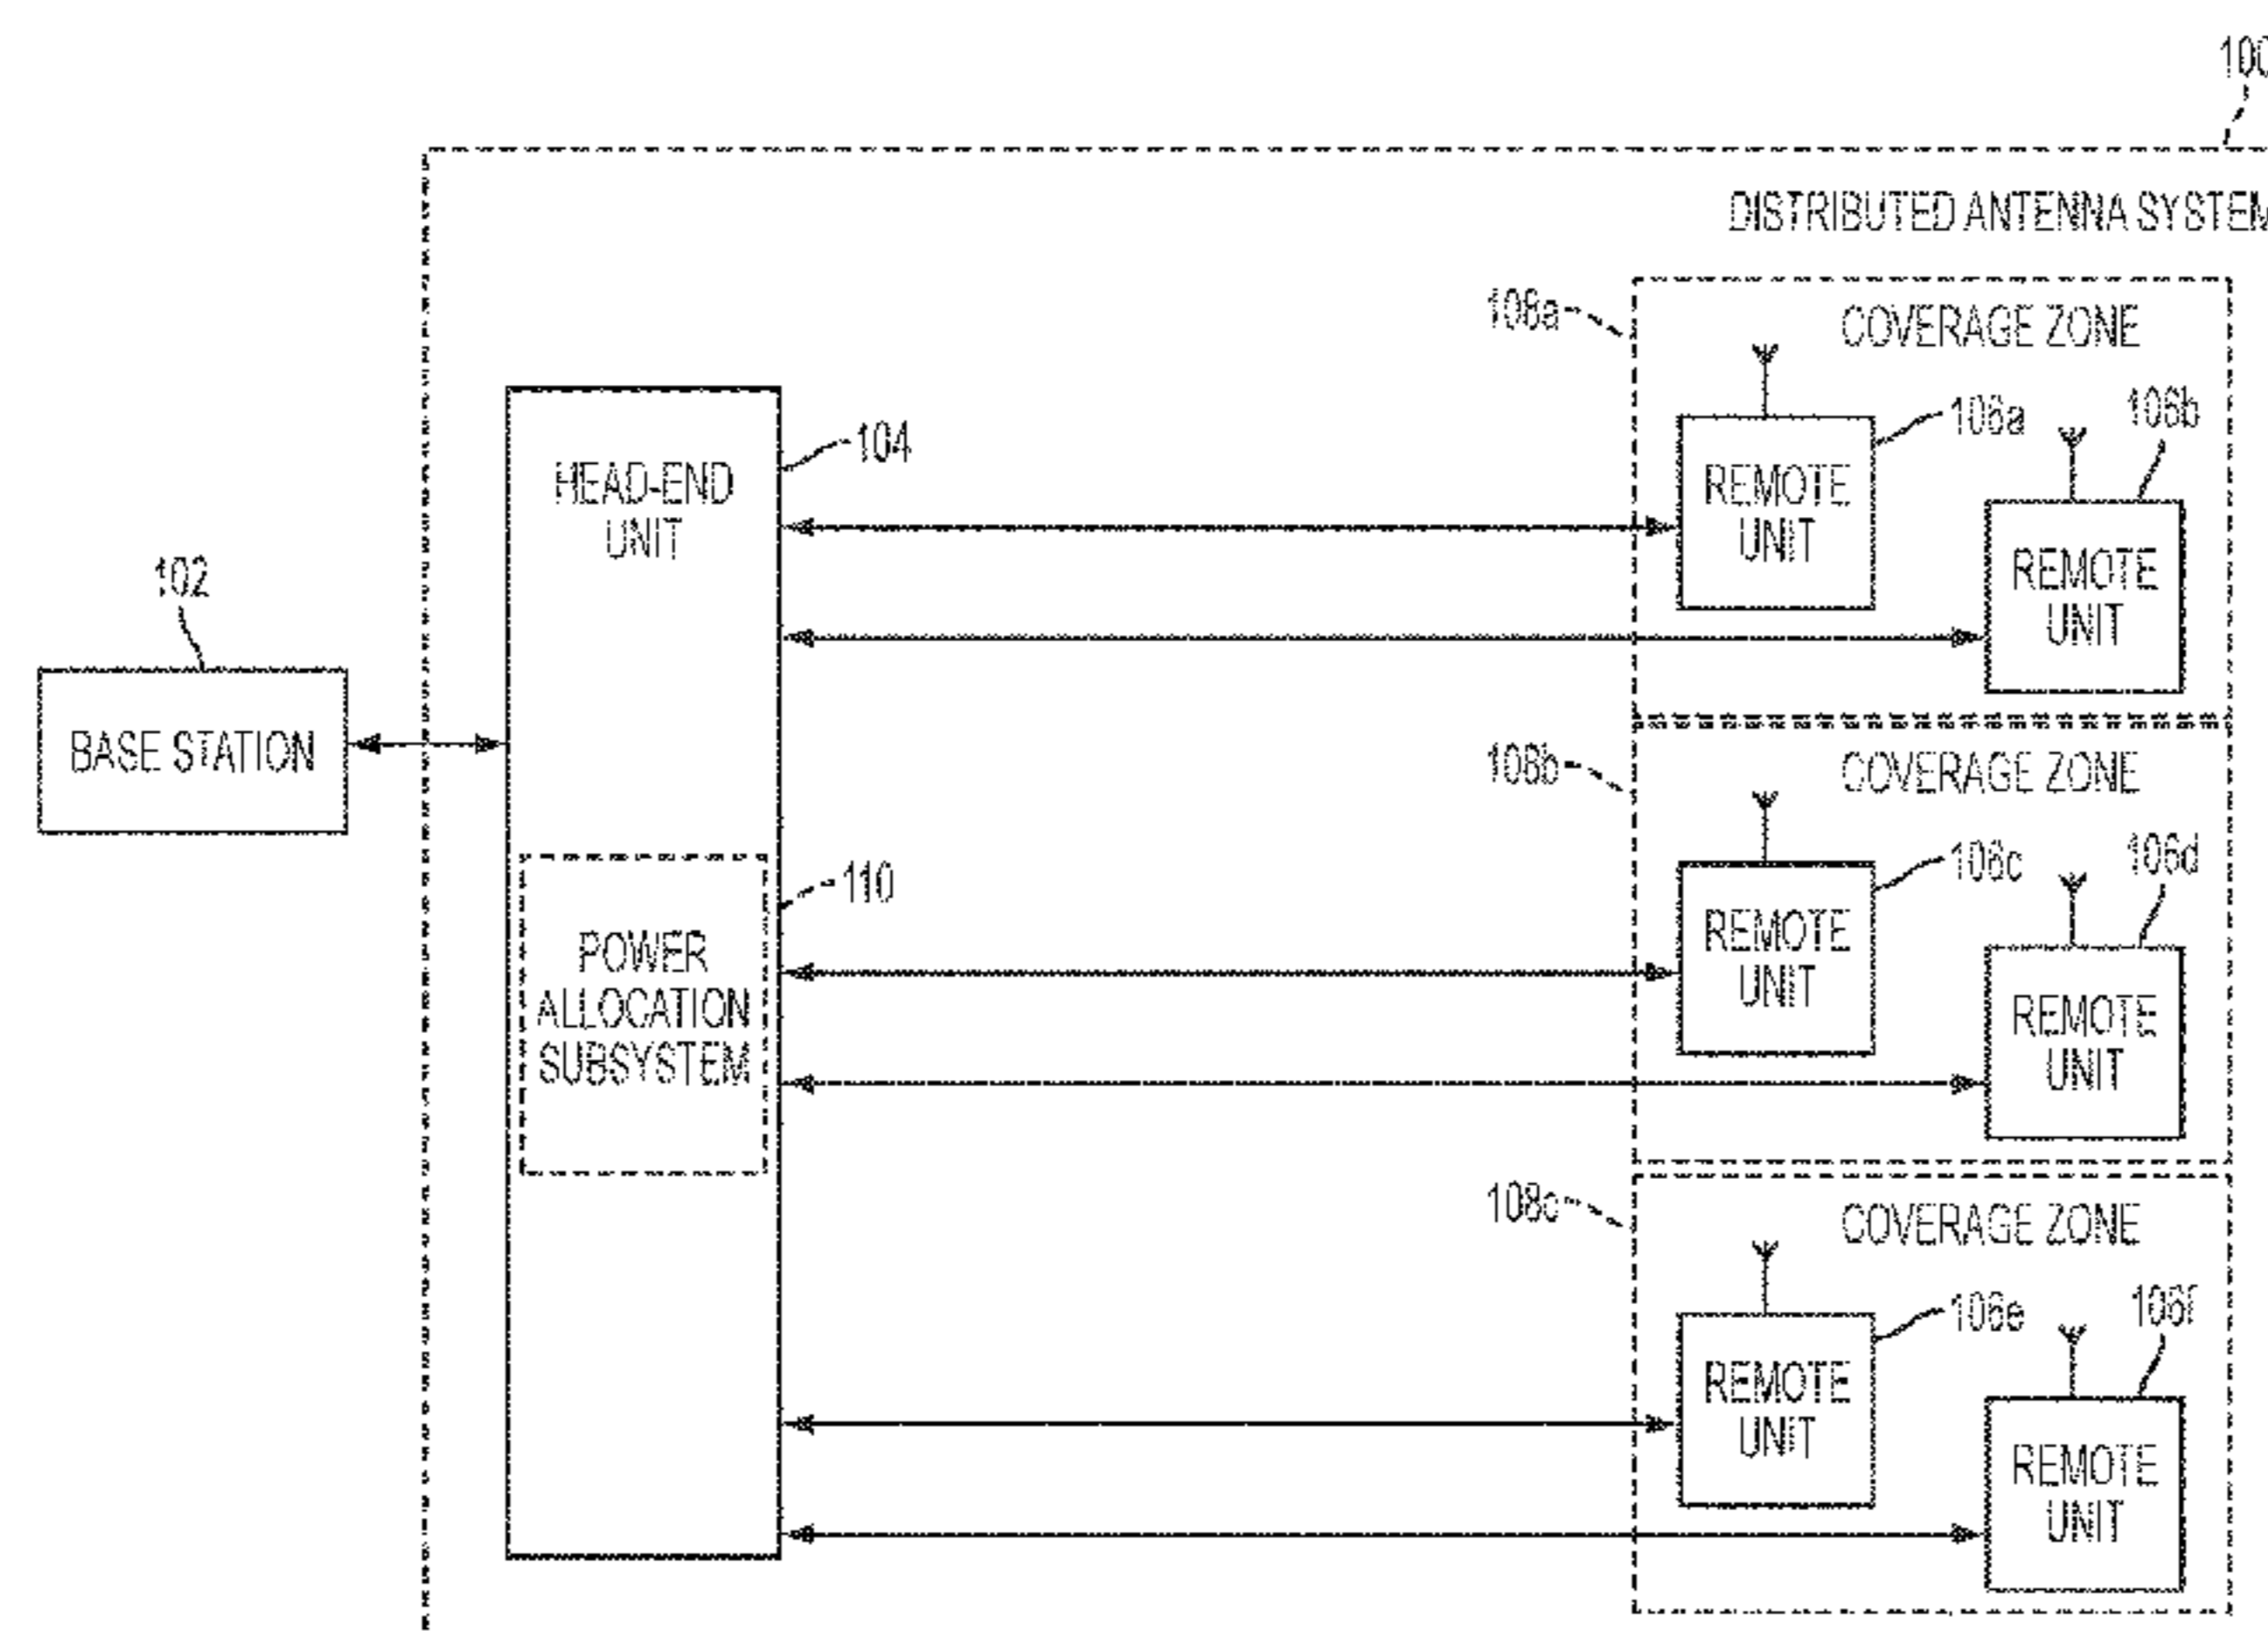 100
DISTRIBUTED ANTENNA SYSTEM
108a
COVERAGE ZONE
106a
106b
REMOTE
UNIT
REMOTE
UNIT
104
HEAD-END
UNIT
102
BASE STATION
108b
COVERAGE ZONE
106c
106d
REMOTE
UNIT
REMOTE
UNIT
110
POWER
ALLOCATION
SUBSYSTEM
108c
COVERAGE ZONE
106e
106f
REMOTE
UNIT
REMOTE
UNIT